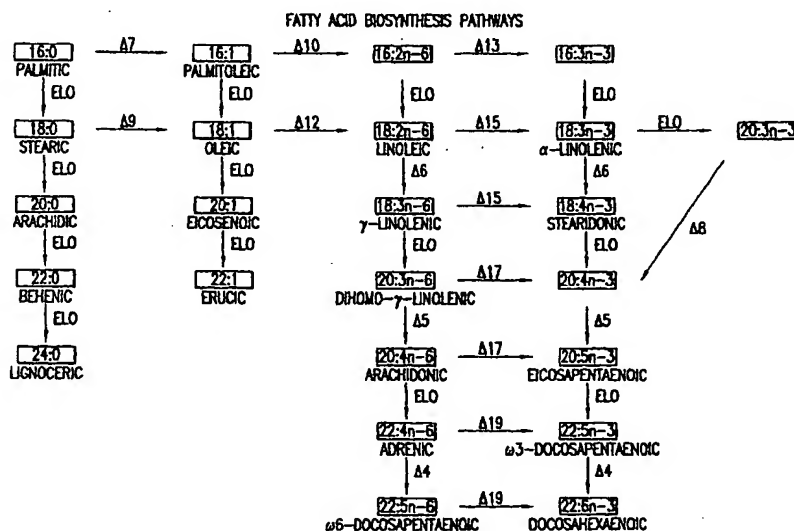 FATTY ACID BIOSYNTHESIS PATHWAYS
16:0 Δ7 16:1 Δ10 16:2n-6 Δ13 16:3n-3
PALMITIC PALMITOLEIC
ELO ELO ELO ELO
18:0 Δ9 18:1 Δ12 18:2n-6 Δ15 18:3n-3 ELO 20:3n-3
STEARIC OLEIC LINOLEIC α-LINOLENIC
ELO ELO Δ6 Δ6
20:0 20:1 18:3n-6 Δ15 18:4n-3
ARACHIDIC EICOSENOIC γ-LINOLENIC STEARIDONIC Δ8
ELO ELO ELO ELO
22:0 22:1 20:3n-6 Δ17 20:4n-3
BEHENIC ERUCIC DIHOMO-γ-LINOLENIC
ELO Δ5 Δ5
24:0 20:4n-6 Δ17 20:5n-3
LIGNOCERIC ARACHIDONIC EICOSAPENTAENOIC
ELO ELO
22:4n-6 Δ19 22:5n-3
ADRENIC ω3-DOCOSAPENTAENOIC
Δ4 Δ4
22:5n-6 Δ19 22:6n-3
ω6-DOCOSAPENTAENOIC DOCOSAHEXAENOIC